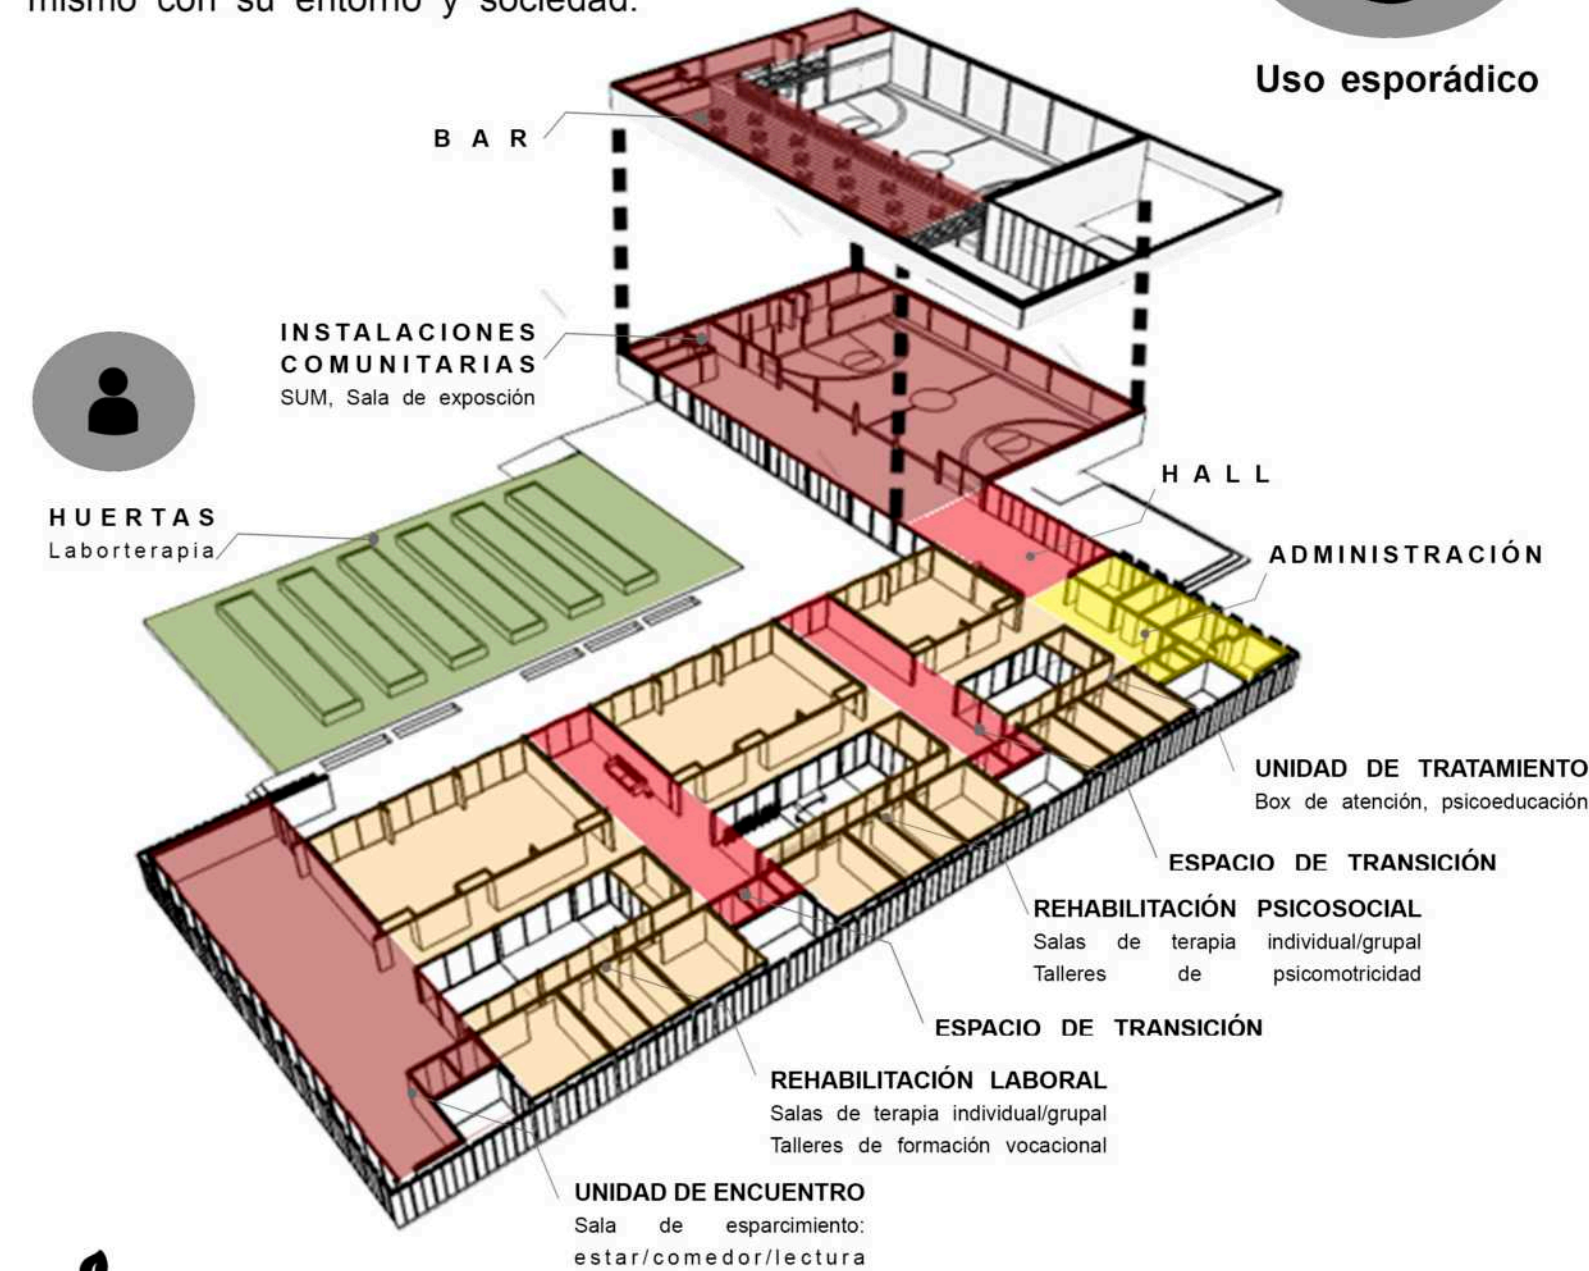 mismo con su entorno y sociedad.
Uso esporádico
BAR
INSTALACIONES
COMUNITARIAS
SUM, Sala de exposción
HALL
HUERTAS
Laborterapia
ADMINISTRACIÓN
UNIDAD DE TRATAMIENTO
Box de atención, psicoeducación
ESPACIO DE TRANSICIÓN
REHABILITACIÓN PSICOSOCIAL
Salas de terapia individual/grupal
Talleres de psicomotricidad
ESPACIO DE TRANSICIÓN
REHABILITACIÓN LABORAL
Salas de terapia individual/grupal
Talleres de formación vocacional
UNIDAD DE ENCUENTRO
Sala de esparcimiento:
estar/comedor/lectura